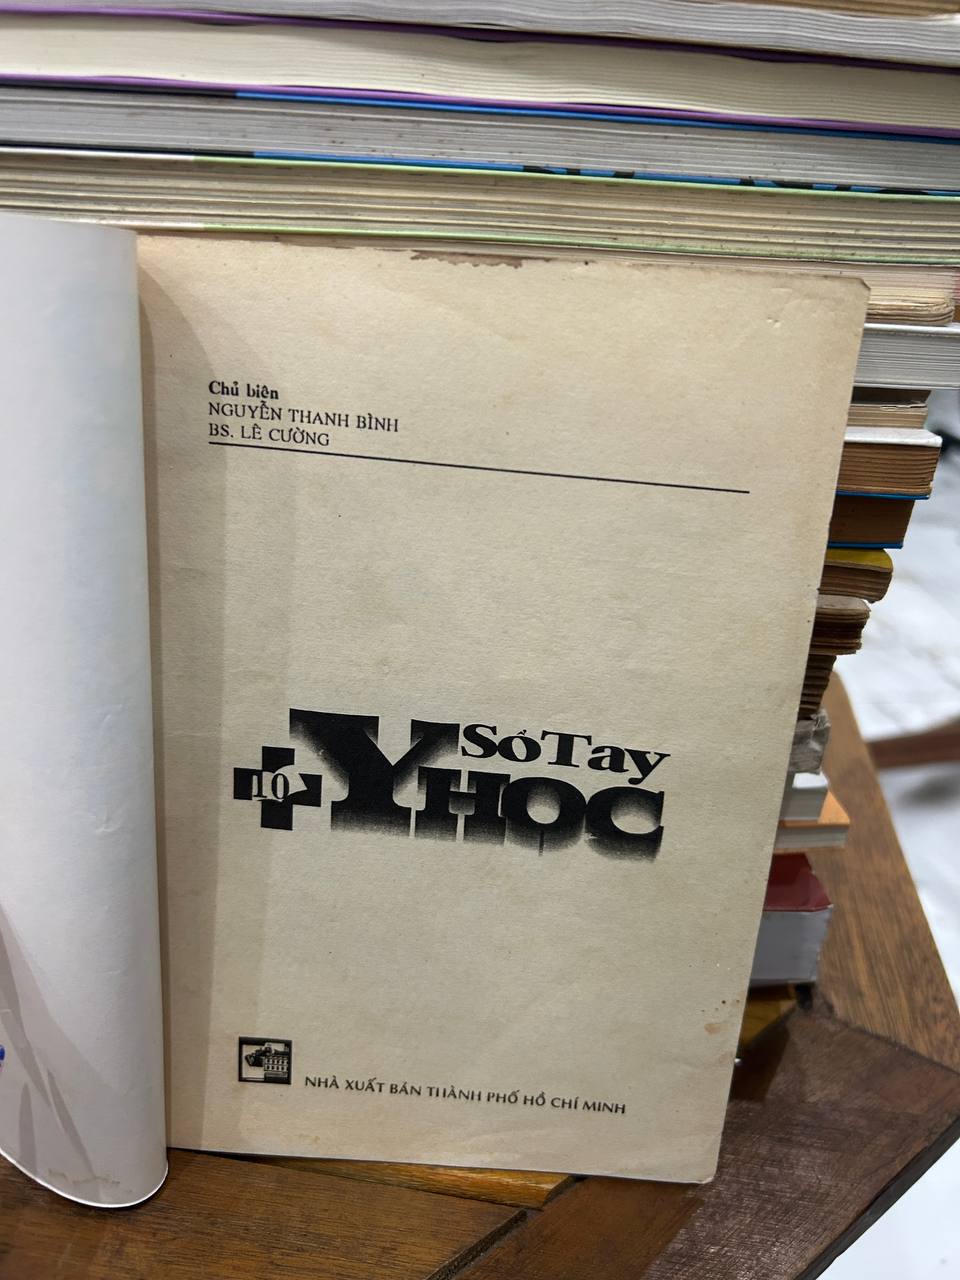 Chủ biên
NGUYỄN THANH BÌNH
BS. LÊ CƯỜNG
Sổ Tay
10 Y HỌC
NHÀ XUẤT BẢN THÀNH PHỐ HỒ CHÍ MINH